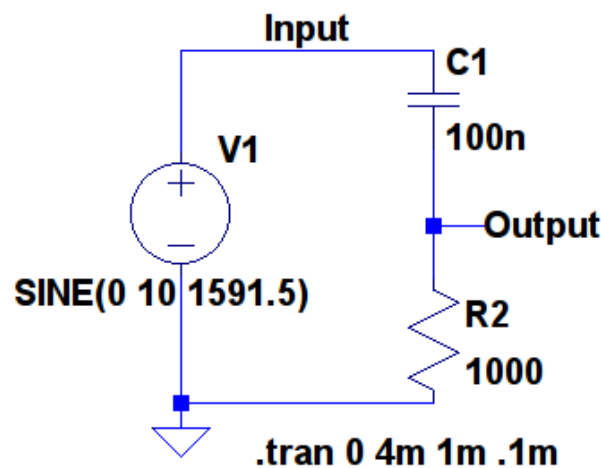 Input
C1
100n
V1
Output
SINE(0 10 1591.5)
R2
1000
.tran 0 4m 1m .1m